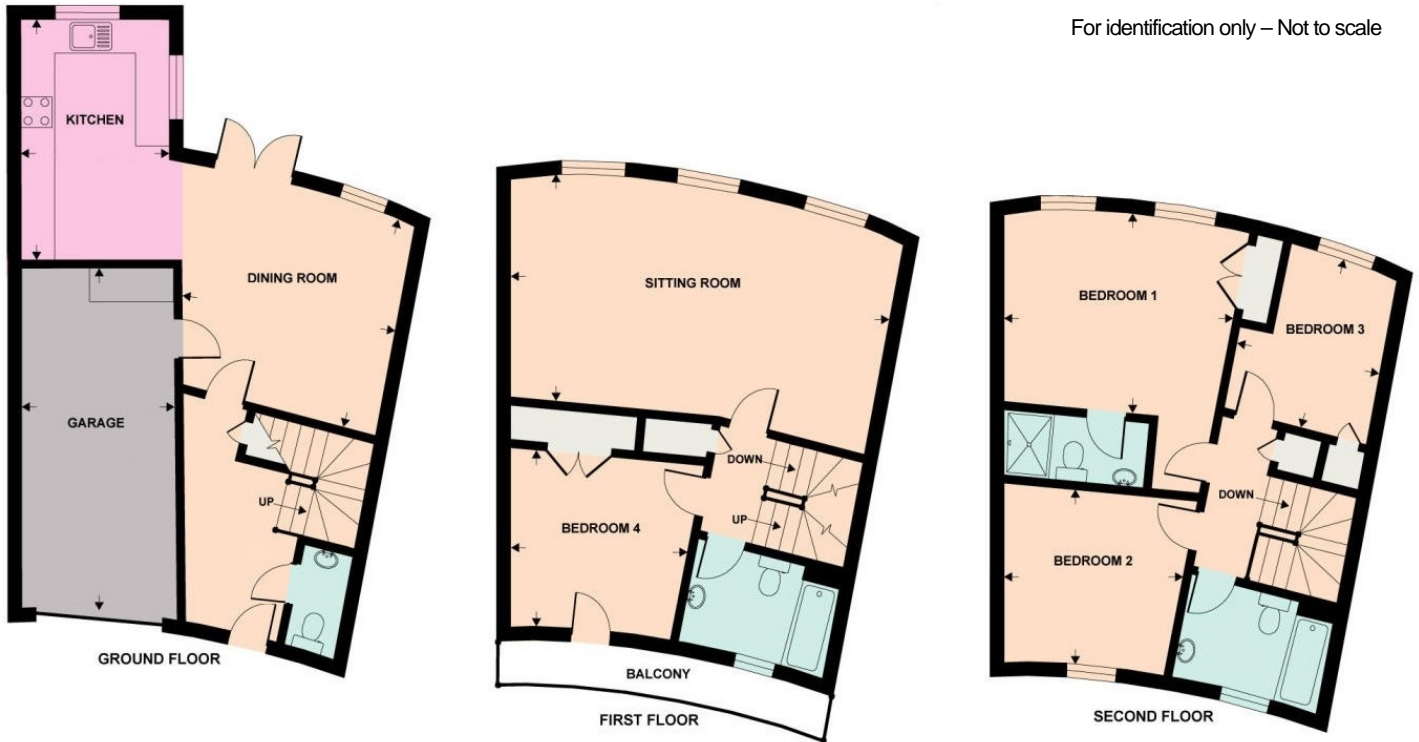 For identification only – Not to scale
KITCHEN
DINING ROOM
GARAGE
UP
GROUND FLOOR
SITTING ROOM
DOWN
UP
BEDROOM 4
BALCONY
FIRST FLOOR
BEDROOM 1
BEDROOM 3
DOWN
BEDROOM 2
SECOND FLOOR